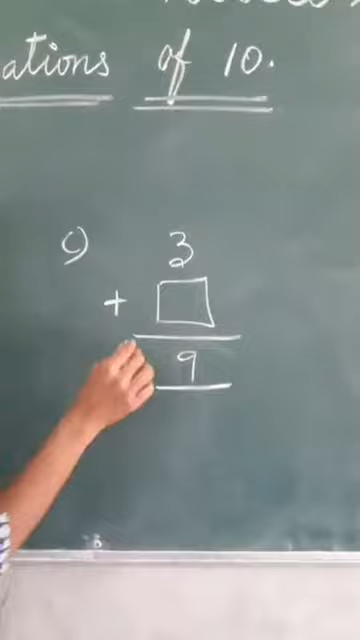 ations of 10.
c) 3
+ □
9